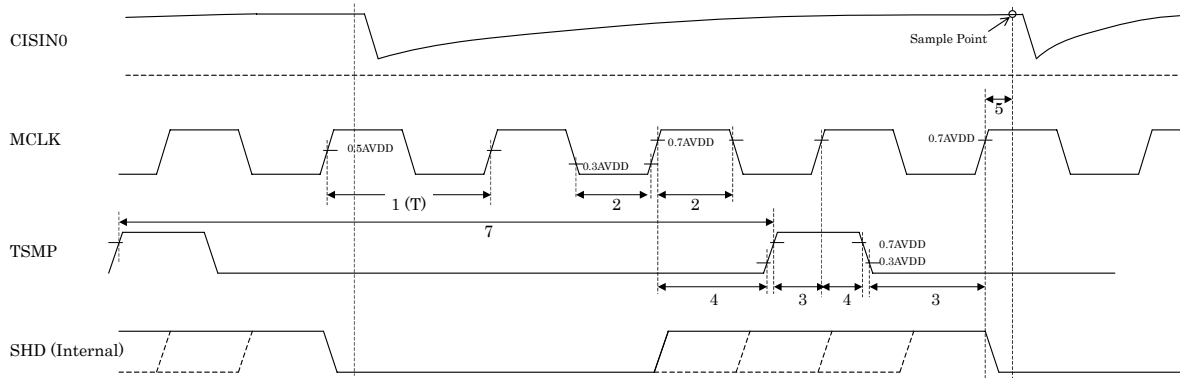 CISIN0
Sample Point
5
MCLK
0.5AVDD
0.7AVDD
0.7AVDD
0.3AVDD
1 (T)
2
2
7
TSMP
0.7AVDD
0.3AVDD
4
3
4
3
SHD (Internal)